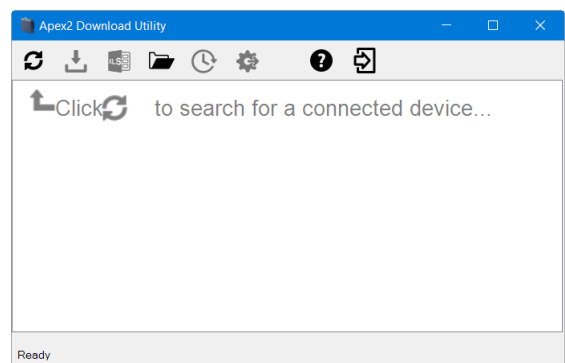 Apex2 Download Utility
XLS
Click to search for a connected device...
Ready